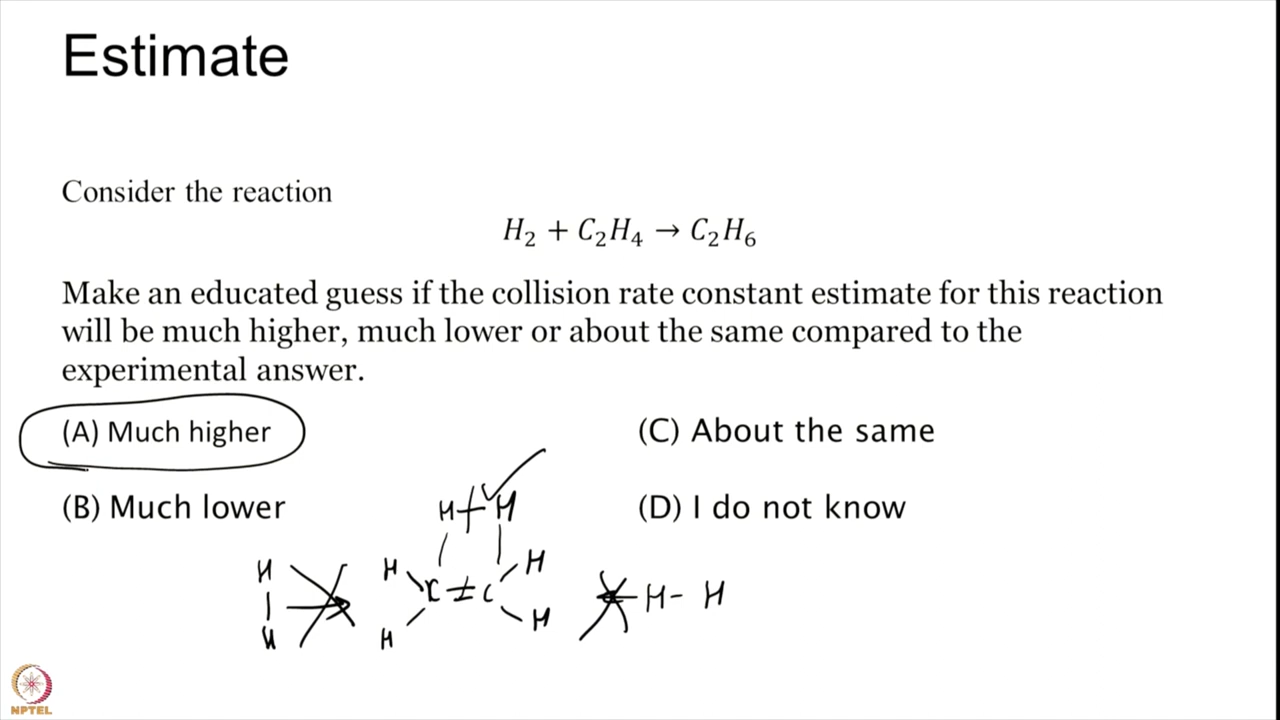 Estimate
Consider the reaction
H₂ + C₂H₄ → C₂H₆
Make an educated guess if the collision rate constant estimate for this reaction
will be much higher, much lower or about the same compared to the
experimental answer.
(A) Much higher
(C) About the same
(B) Much lower
(D) I do not know
H H
H H
H C = C H - H
H H H
NPTEL